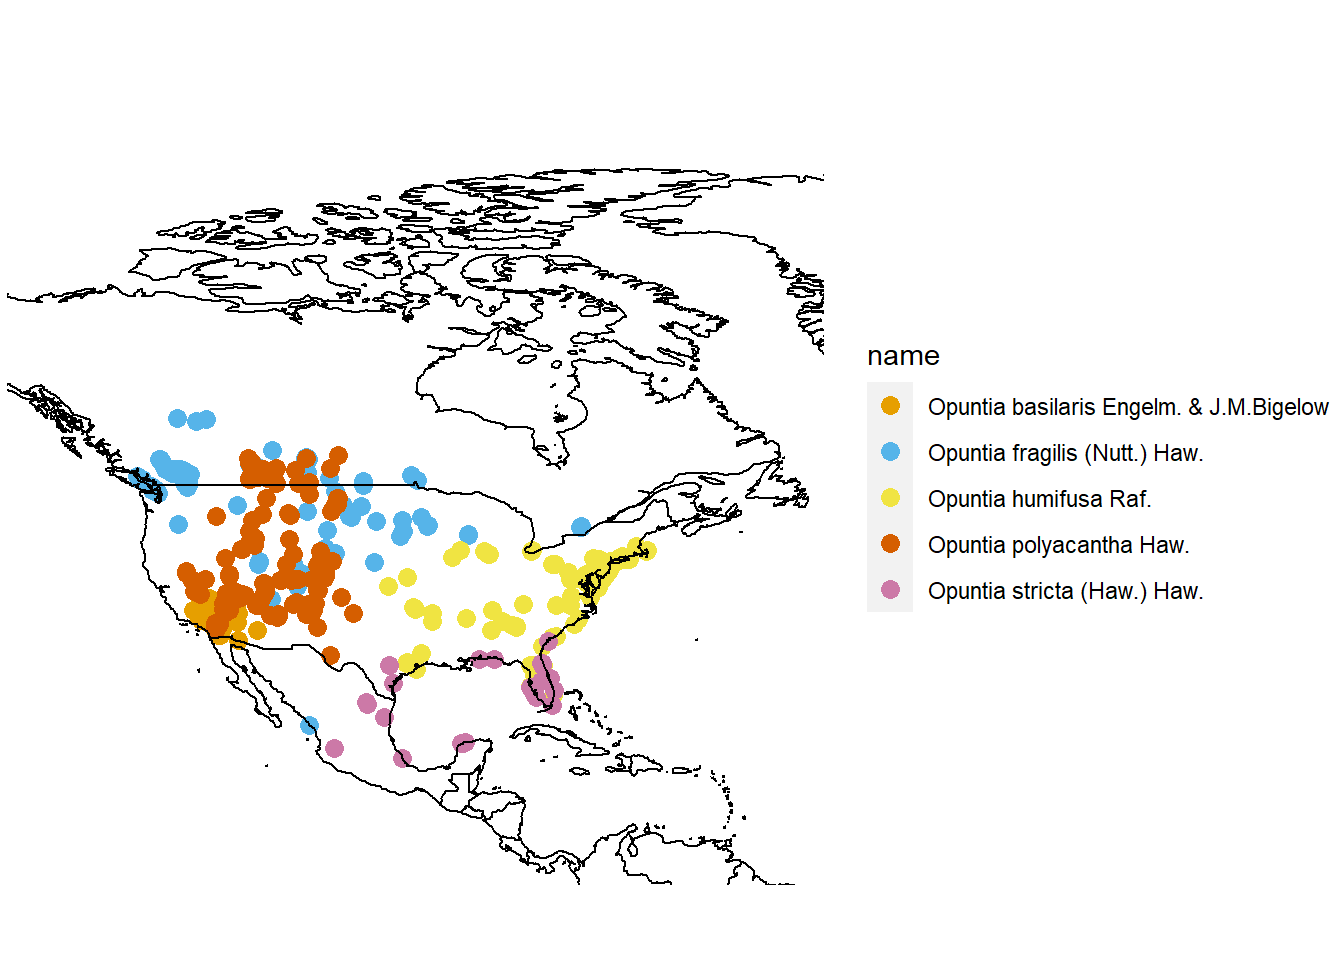 name
Opuntia basilaris Engelm. & J.M.Bigelow
Opuntia fragilis (Nutt.) Haw.
Opuntia humifusa Raf.
Opuntia polyacantha Haw.
Opuntia stricta (Haw.) Haw.